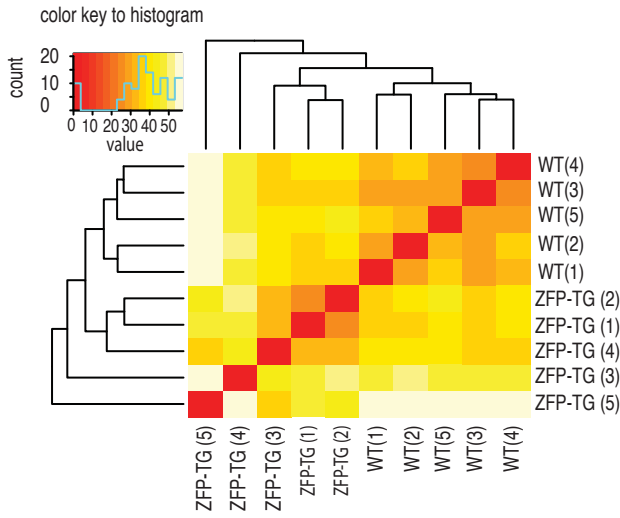 color key to histogram
count
20
10
0
0 10 20 30 40 50
value
WT(4)
WT(3)
WT(5)
WT(2)
WT(1)
ZFP-TG (2)
ZFP-TG (1)
ZFP-TG (4)
ZFP-TG (3)
ZFP-TG (5)
ZFP-TG (5)
ZFP-TG (4)
ZFP-TG (3)
ZFP-TG (1)
ZFP-TG (2)
WT(1)
WT(2)
WT(5)
WT(3)
WT(4)